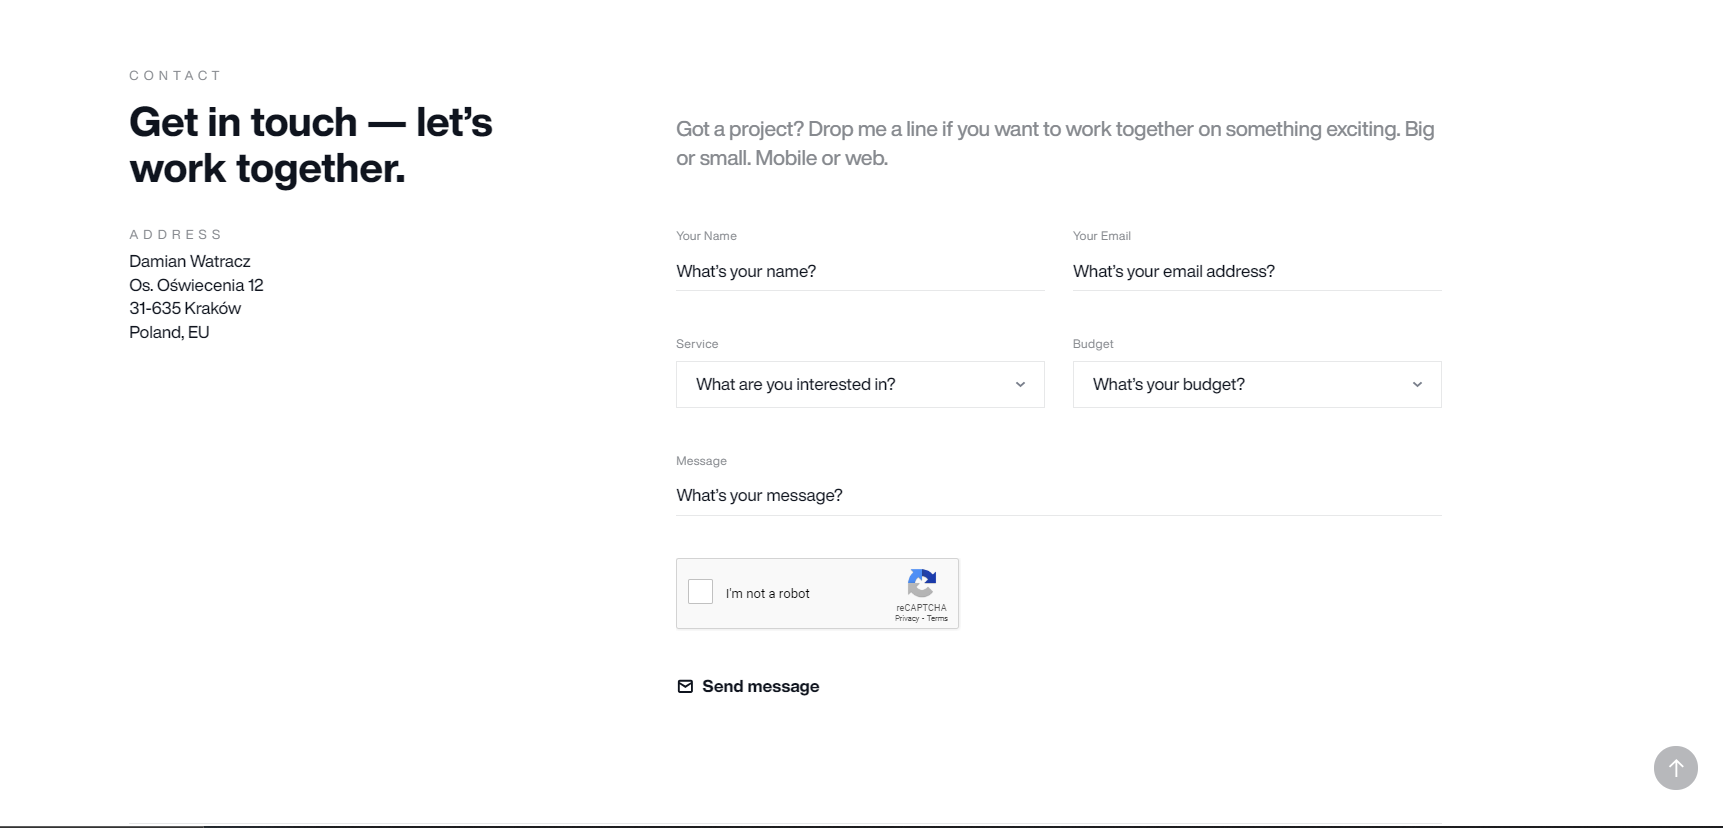 CONTACT
Get in touch — let’s
work together.
ADDRESS
Damian Watracz
Os. Oświecenia 12
31-635 Kraków
Poland, EU
Got a project? Drop me a line if you want to work together on something exciting. Big
or small. Mobile or web.
Your Name
What’s your name?
Your Email
What’s your email address?
Service
What are you interested in?
Budget
What’s your budget?
Message
What’s your message?
I'm not a robot
reCAPTCHA
Privacy - Terms
Send message